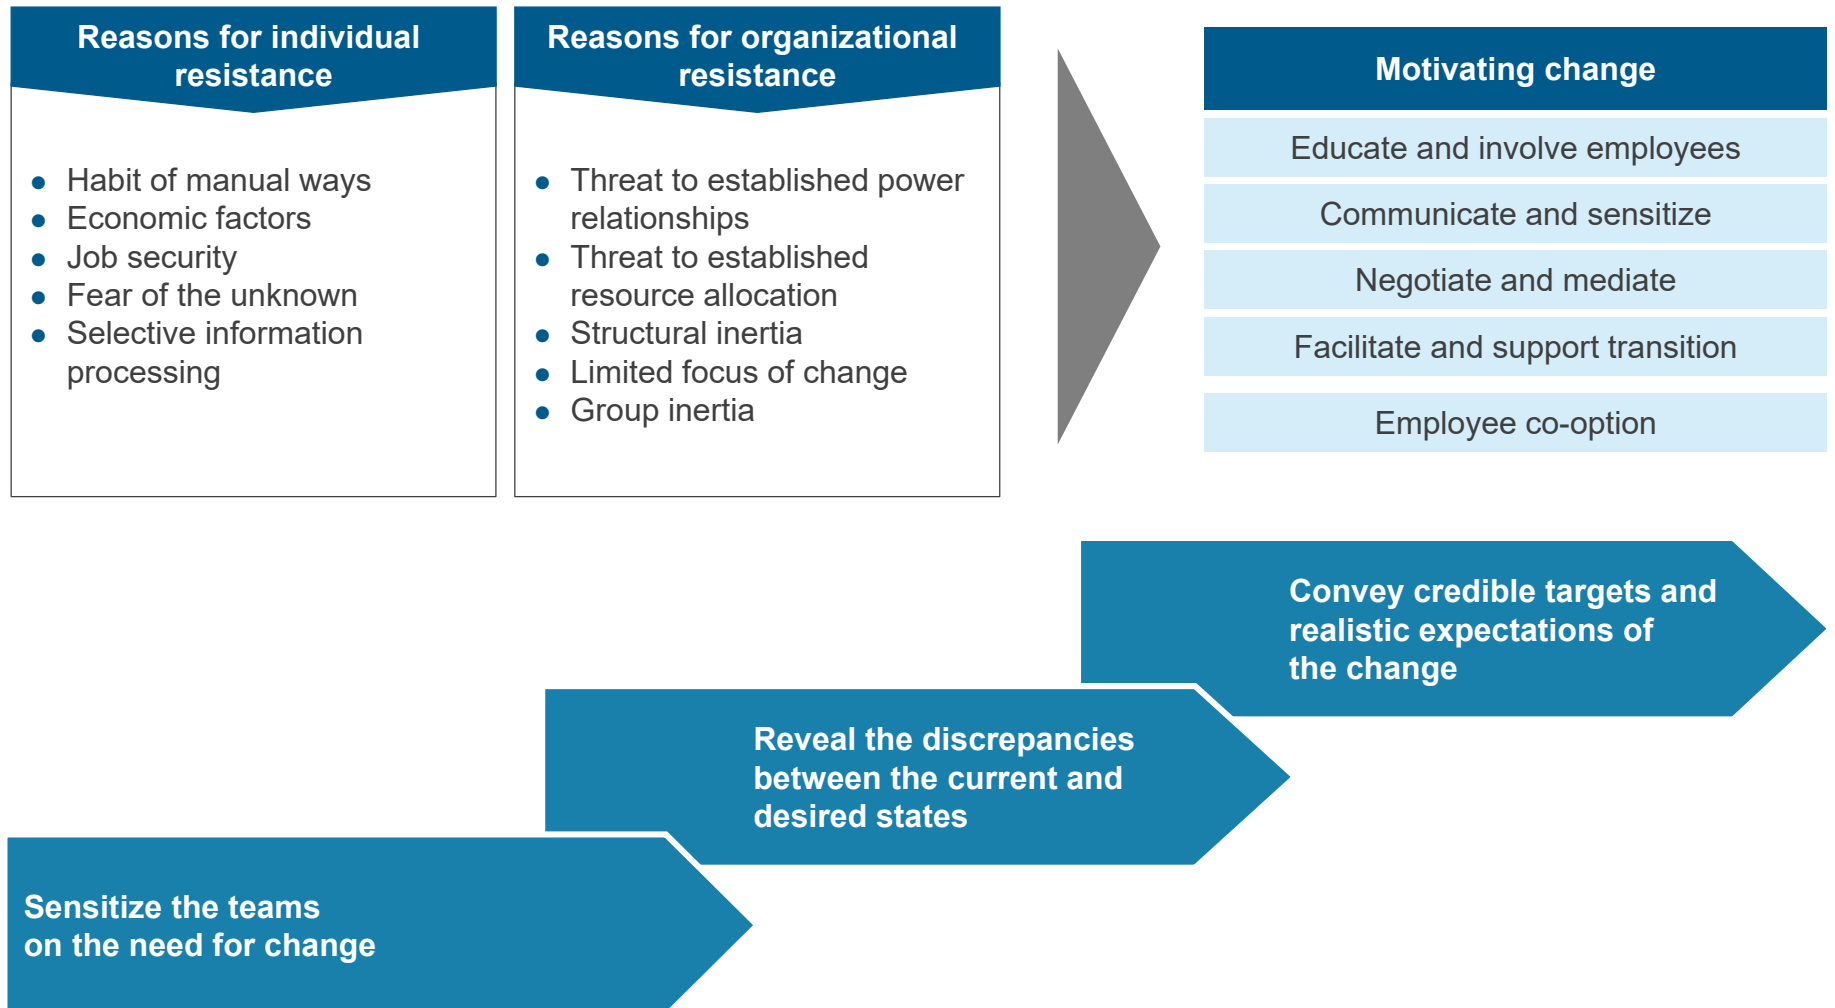 Reasons for individual
resistance
● Habit of manual ways
● Economic factors
● Job security
● Fear of the unknown
● Selective information
processing
Reasons for organizational
resistance
● Threat to established power
relationships
● Threat to established
resource allocation
● Structural inertia
● Limited focus of change
● Group inertia
Motivating change
Educate and involve employees
Communicate and sensitize
Negotiate and mediate
Facilitate and support transition
Employee co-option
Convey credible targets and
realistic expectations of
the change
Reveal the discrepancies
between the current and
desired states
Sensitize the teams
on the need for change